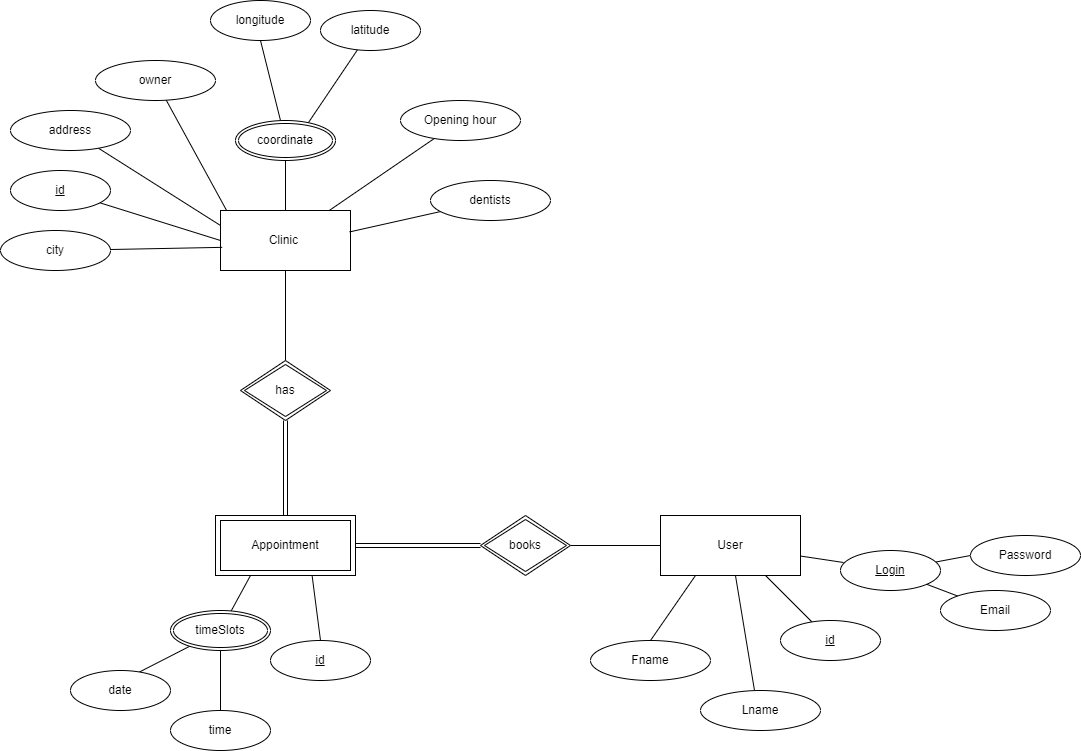 longitude
latitude
owner
coordinate
Opening hour
address
id
dentists
city
Clinic
has
Appointment
books
User
Login
Password
Email
timeSlots
id
id
Fname
date
Lname
time